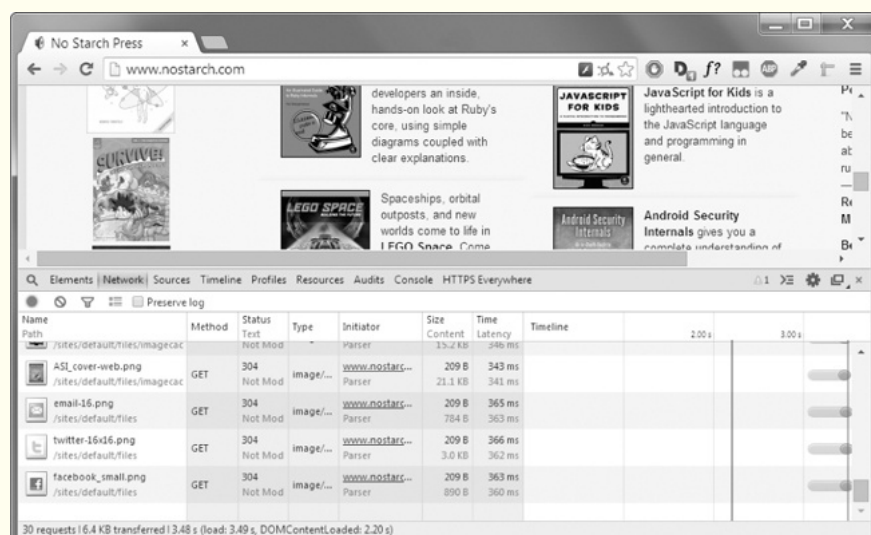 No Starch Press
www.nostarch.com
developers an inside,
hands-on look at Ruby's
core, using simple
diagrams coupled with
clear explanations.
JAVASCRIPT
FOR KIDS
JavaScript for Kids is a
lighthearted introduction to
the JavaScript language
and programming in
general.
SURVIVE!
LEGO SPACE
BUILDING THE FUTURE
Spaceships, orbital
outposts, and new
worlds come to life in
LEGO Space. Come
Android Security
Internals
Android Security
Internals gives you a
complete understanding of
"N
be
ab
ru
—
Re
M
Be
Elements Network Sources Timeline Profiles Resources Audits Console HTTPS Everywhere 1
Preserve log
Name Path Method Status Text Type Initiator Size Content Time Latency Timeline 2.00 s 3.00 s
/sites/default/files/imagecac Not Mod Parser 15.2 KB 346 ms
ASI_cover-web.png GET 304 image/... www.nostarc... 209 B 343 ms
/sites/default/files/imagecac Not Mod Parser 21.1 KB 341 ms
email-16.png GET 304 image/... www.nostarc... 209 B 365 ms
/sites/default/files Not Mod Parser 784 B 363 ms
twitter-16x16.png GET 304 image/... www.nostarc... 209 B 366 ms
/sites/default/files Not Mod Parser 3.0 KB 362 ms
facebook_small.png GET 304 image/... www.nostarc... 209 B 363 ms
/sites/default/files Not Mod Parser 890 B 360 ms
30 requests | 6.4 KB transferred | 3.48 s (load: 3.49 s, DOMContentLoaded: 2.20 s)